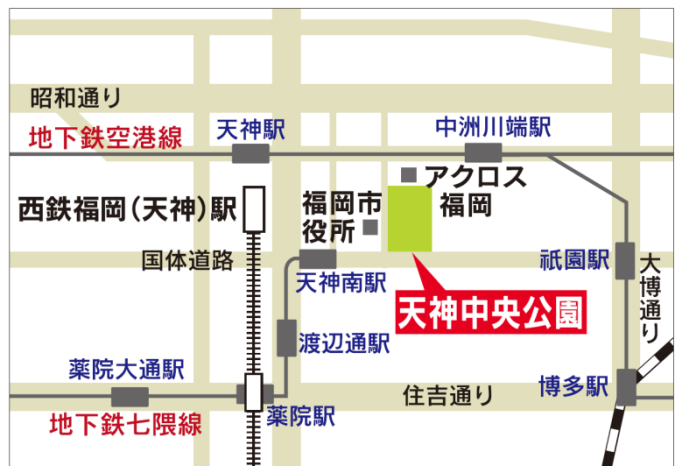 昭和通り
地下鉄空港線
天神駅
中洲川端駅
アクロス
福岡
西鉄福岡(天神)駅
福岡市
役所
国体道路
天神南駅
祇園駅
大博通り
天神中央公園
渡辺通駅
薬院大通駅
住吉通り
博多駅
地下鉄七隈線
薬院駅